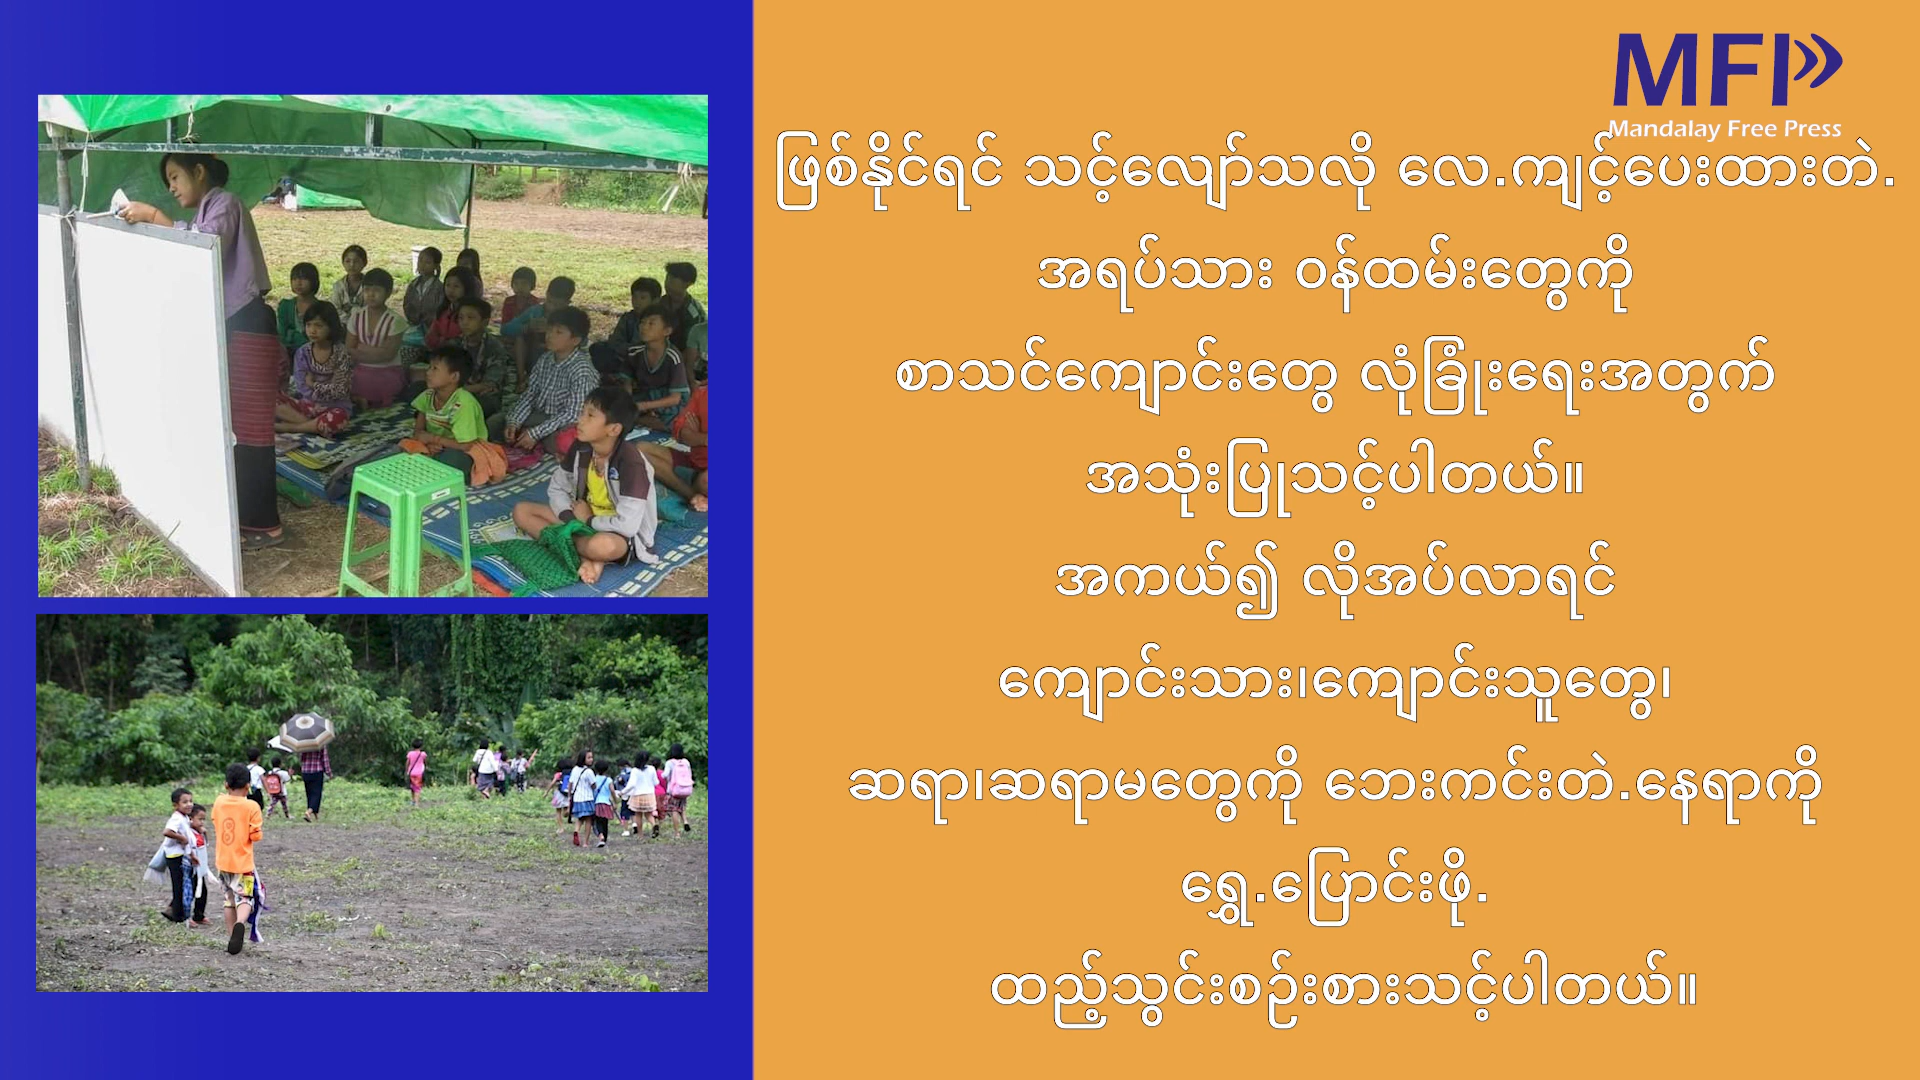 MFP
Mandalay Free Press
ဖြစ်နိုင်ရင် သင့်လျော်သလို လေ.ကျင့်ပေးထားတဲ.
အရပ်သား ဝန်ထမ်းတွေကို
စာသင်ကျောင်းတွေ လုံခြုံရေးအတွက်
အသုံးပြုသင့်ပါတယ်။
အကယ်၍ လိုအပ်လာရင်
ကျောင်းသား၊ကျောင်းသူတွေ၊
ဆရာ၊ဆရာမတွေကို ဘေးကင်းတဲ.နေရာကို
ရွှေ.ပြောင်းဖို.
ထည့်သွင်းစဉ်းစားသင့်ပါတယ်။